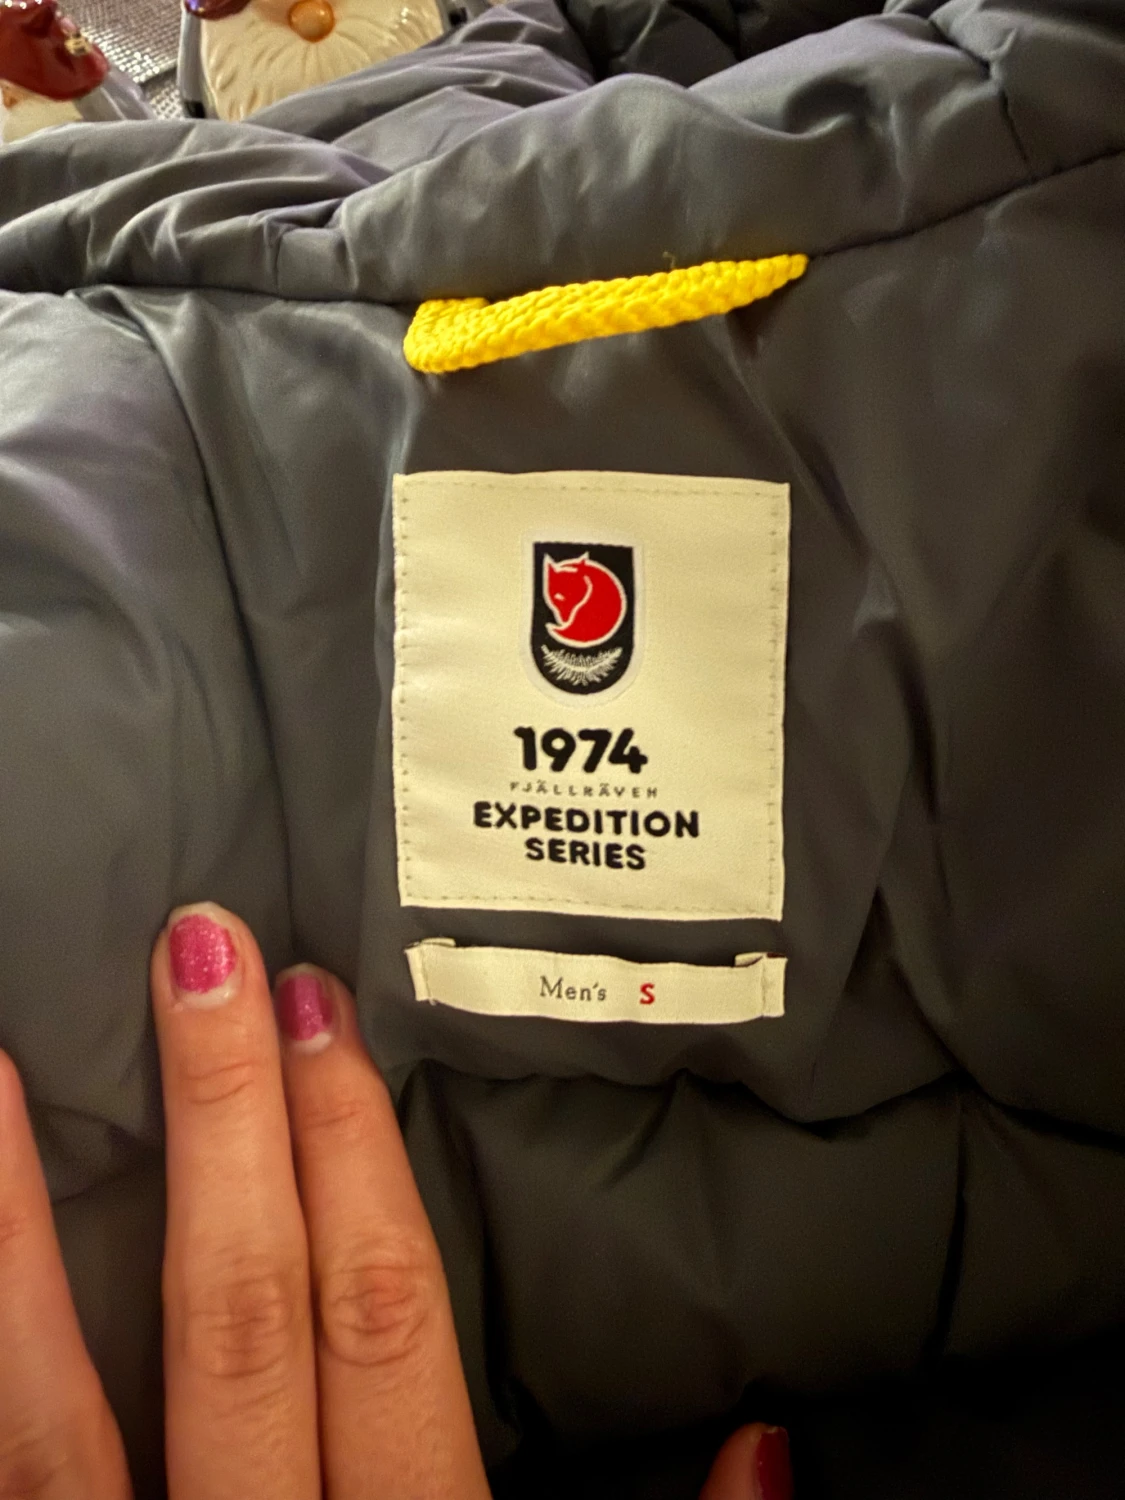 1974
FJÄLLRÄVEN
EXPEDITION
SERIES
Men's S